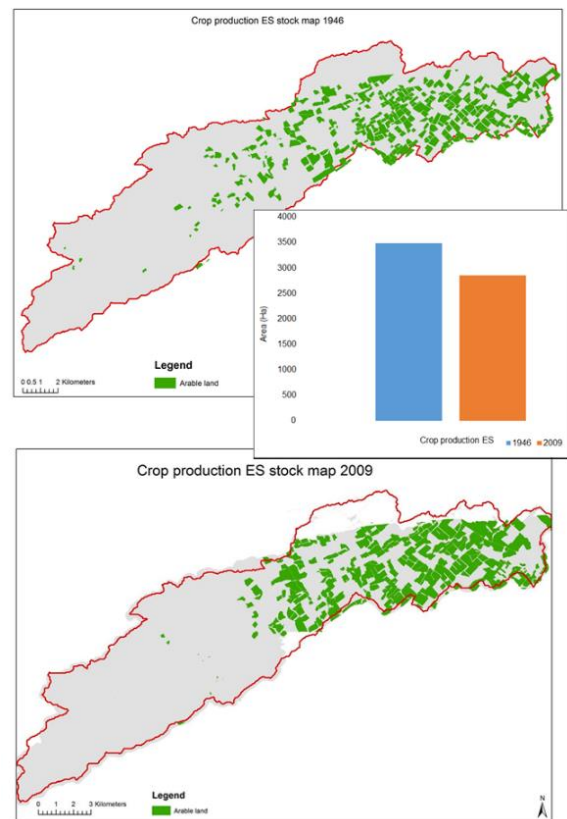 Crop production ES stock map 1946
Legend
0 0.5 1 2 Kilometers
Arable land
4000
3500
3000
2500
2000
1500
1000
500
0
Area (Ha)
Crop production ES
1946
2009
Crop production ES stock map 2009
Legend
0 1 2 3 Kilometers
Arable land
N